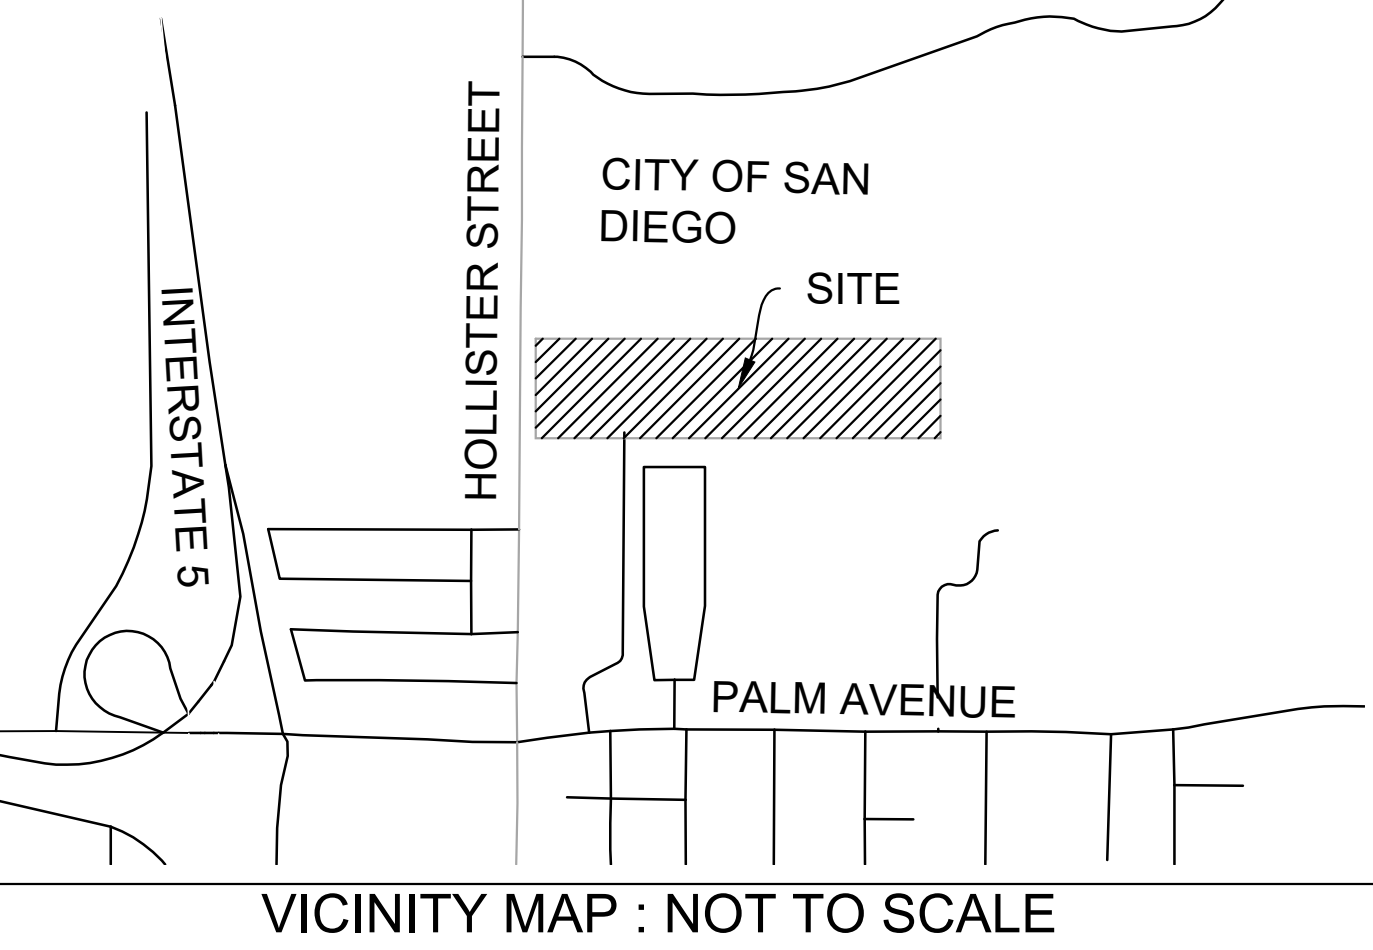 CITY OF SAN
DIEGO
SITE
HOLLISTER STREET
INTERSTATE 5
PALM AVENUE
VICINITY MAP : NOT TO SCALE